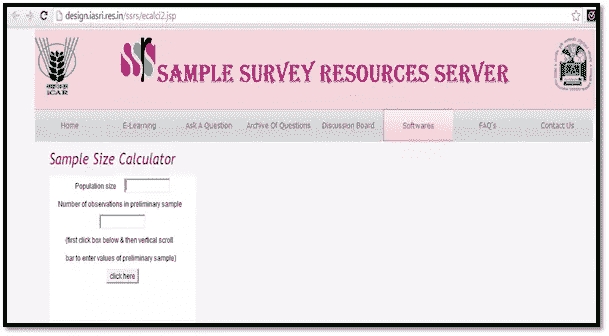 design.iasri.res.in/ssrs/ecalci2.jsp
ssrs SAMPLE SURVEY RESOURCES SERVER
ICAR
Home E-Learning Ask A Question Archive Of Questions Discussion Board Softwares FAQ's Contact Us
Sample Size Calculator
Population size
Number of observations in preliminary sample
(first click box below & then vertical scroll
bar to enter values of preliminary sample)
click here